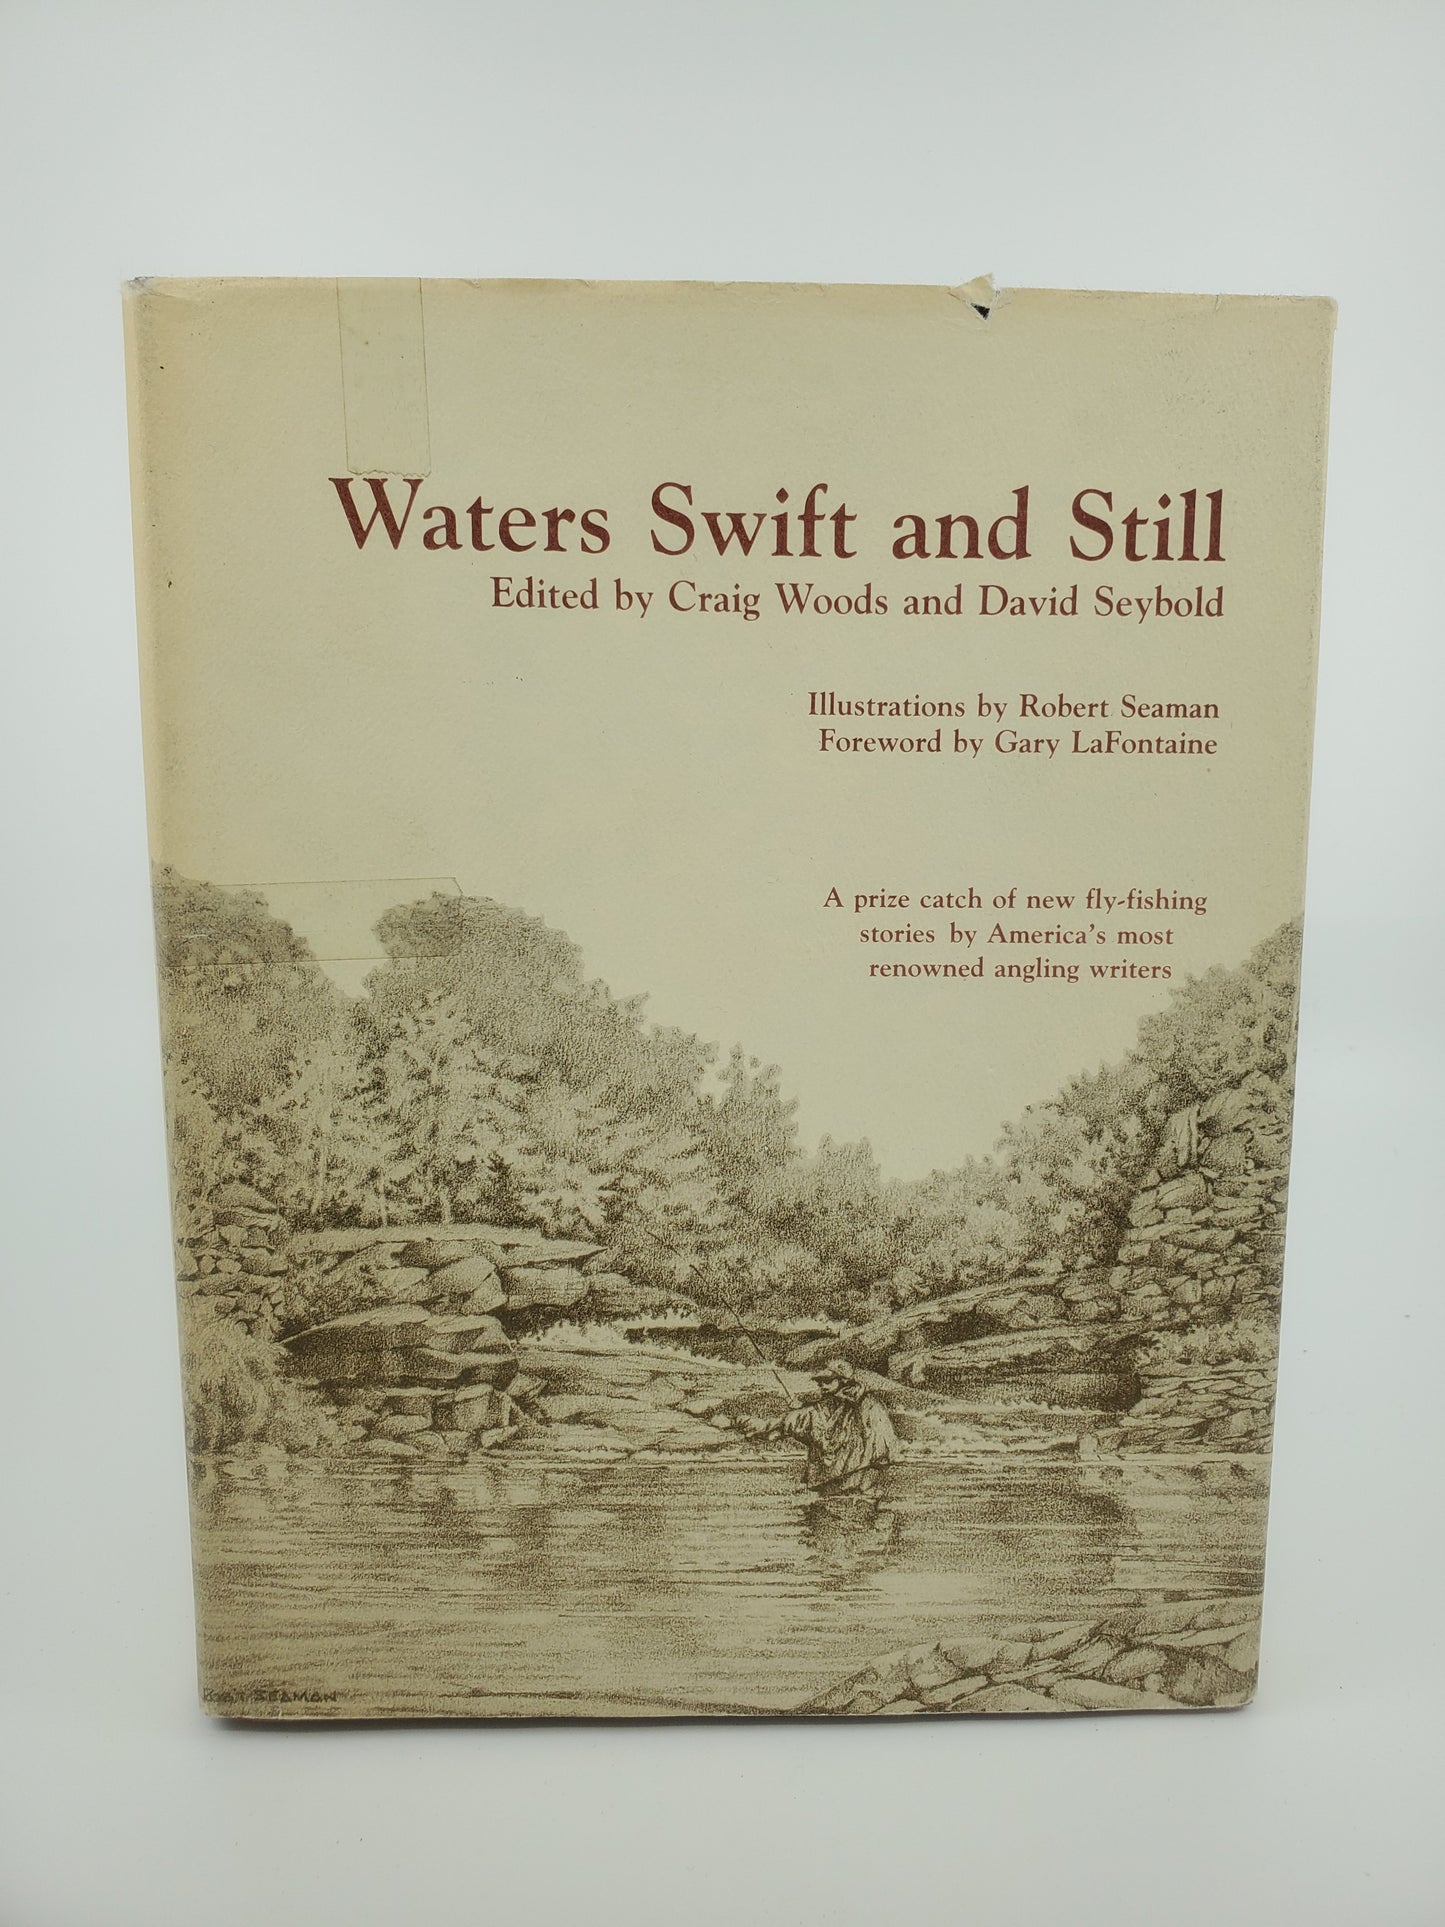 Waters Swift and Still
Edited by Craig Woods and David Seybold
Illustrations by Robert Seaman
Foreword by Gary LaFontaine
A prize catch of new fly-fishing
stories by America's most
renowned angling writers
SEAMAN